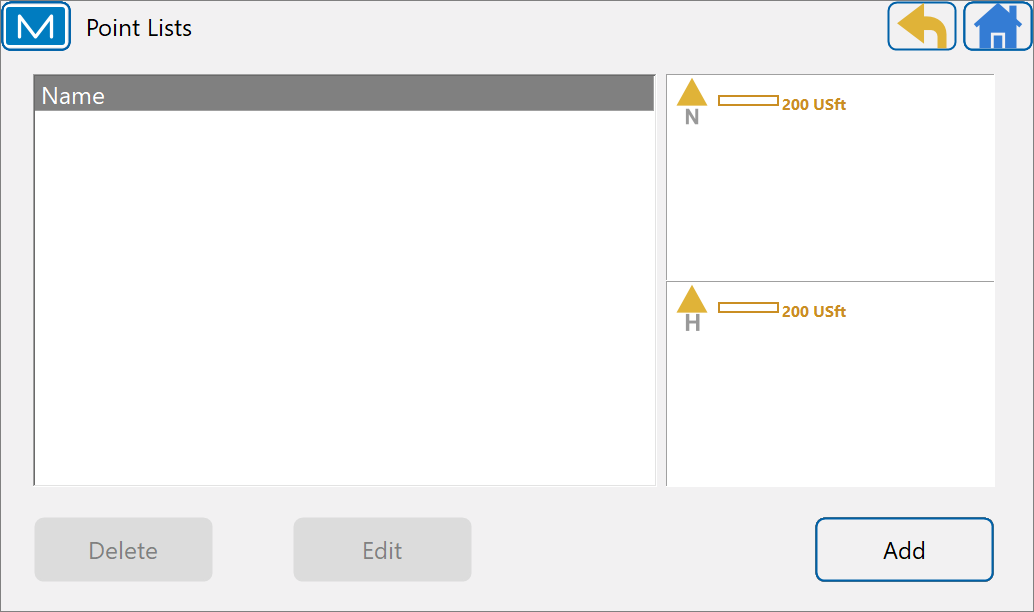 M
Point Lists
Name
N
200 USft
H
200 USft
Delete
Edit
Add